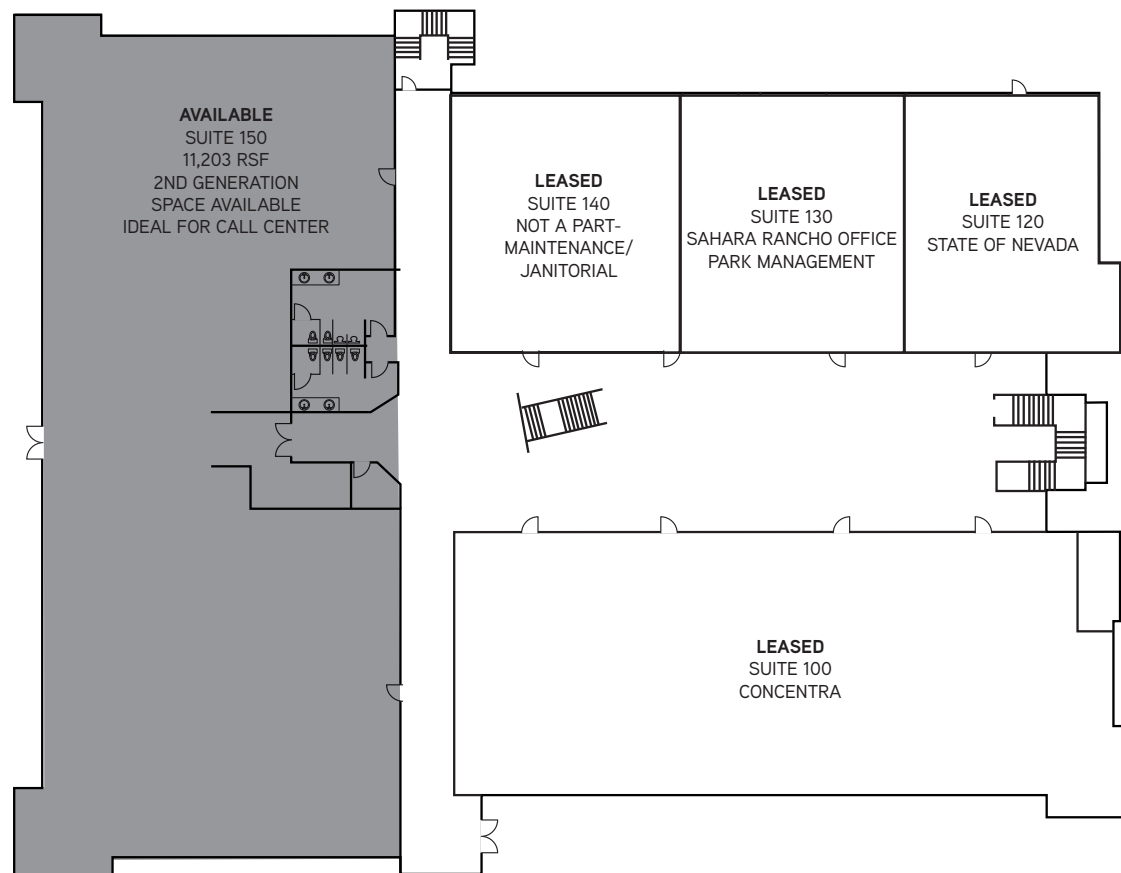 AVAILABLE
SUITE 150
11,203 RSF
2ND GENERATION
SPACE AVAILABLE
IDEAL FOR CALL CENTER
LEASED
SUITE 140
NOT A PART-
MAINTENANCE/
JANITORIAL
LEASED
SUITE 130
SAHARA RANCHO OFFICE
PARK MANAGEMENT
LEASED
SUITE 120
STATE OF NEVADA
LEASED
SUITE 100
CONCENTRA